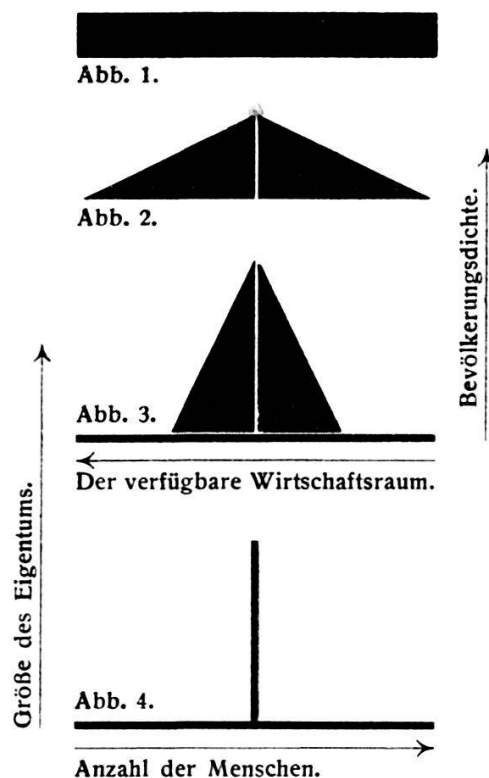 Abb. 1.
Abb. 2.
Bevölkerungsdichte.
Abb. 3.
Der verfügbare Wirtschaftsraum.
Größe des Eigentums.
Abb. 4.
Anzahl der Menschen.